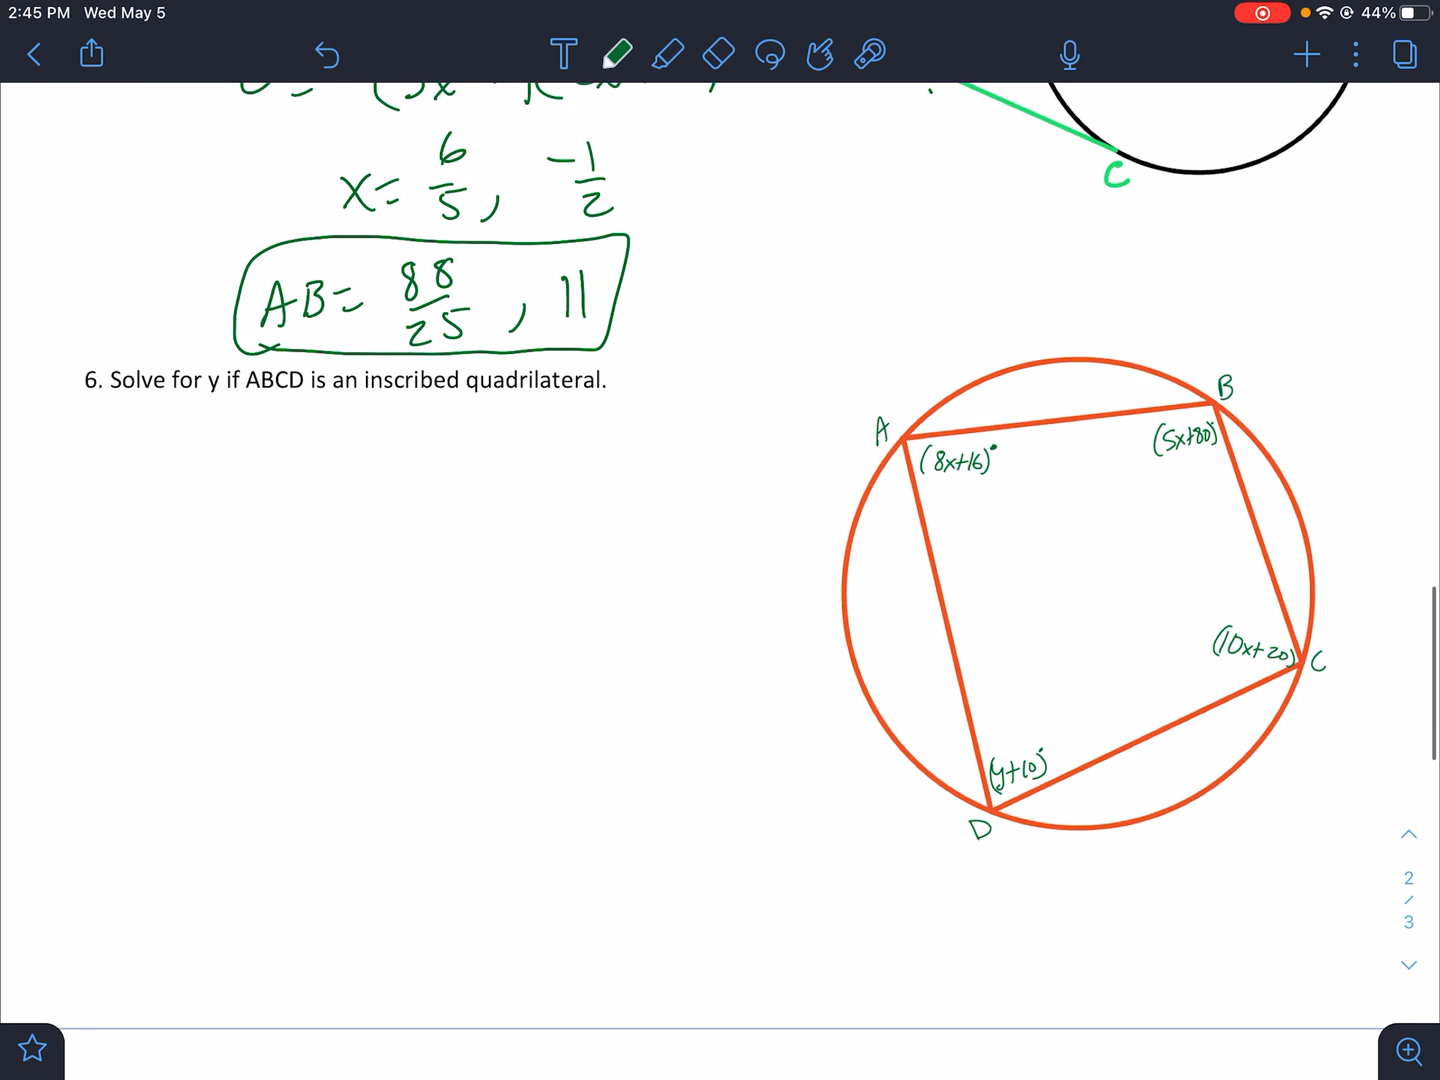 2:45 PM Wed May 5
44%
T
C
x = 6/5, -1/2
AB = 88/25, 11
6. Solve for y if ABCD is an inscribed quadrilateral.
A
B
(8x+16)°
(5x+80)°
(10x+20)
C
(y+10)°
D
2
/
3